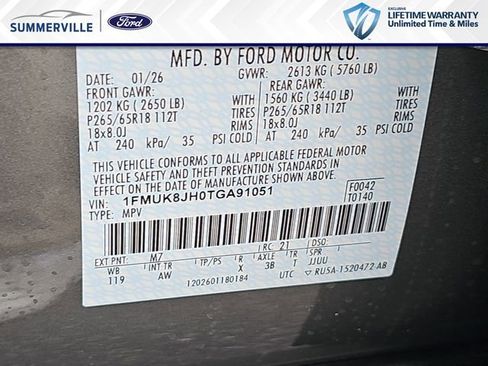 SUMMERVILLE Ford
EXCLUSIVE
LIFETIME WARRANTY
Unlimited Time & Miles
MFD. BY FORD MOTOR CO.
DATE: 01/26 GVWR: 2613 KG (5760 LB)
FRONT GAWR: REAR GAWR:
1202 KG (2650 LB) WITH 1560 KG (3440 LB) WITH
P265/65R18 112T TIRES P265/65R18 112T TIRES
18x8.0J RIMS 18x8.0J RIMS
AT 240 kPa/ 35 PSI COLD AT 240 kPa/ 35 PSI COLD
THIS VEHICLE CONFORMS TO ALL APPLICABLE FEDERAL MOTOR
VEHICLE SAFETY AND THEFT PREVENTION STANDARDS IN
EFFECT ON THE DATE OF MANUFACTURE SHOWN ABOVE.
VIN: 1FMUK8JH0TGA91051 F0042
TYPE: MPV T0140
EXT PNT: M7 RC: 21 DSO:
WB INT TR TP/PS R AXLE TR SPR
119 AW X 3B T JJUU
1202601180184 UTC RU5A-1520472-AB